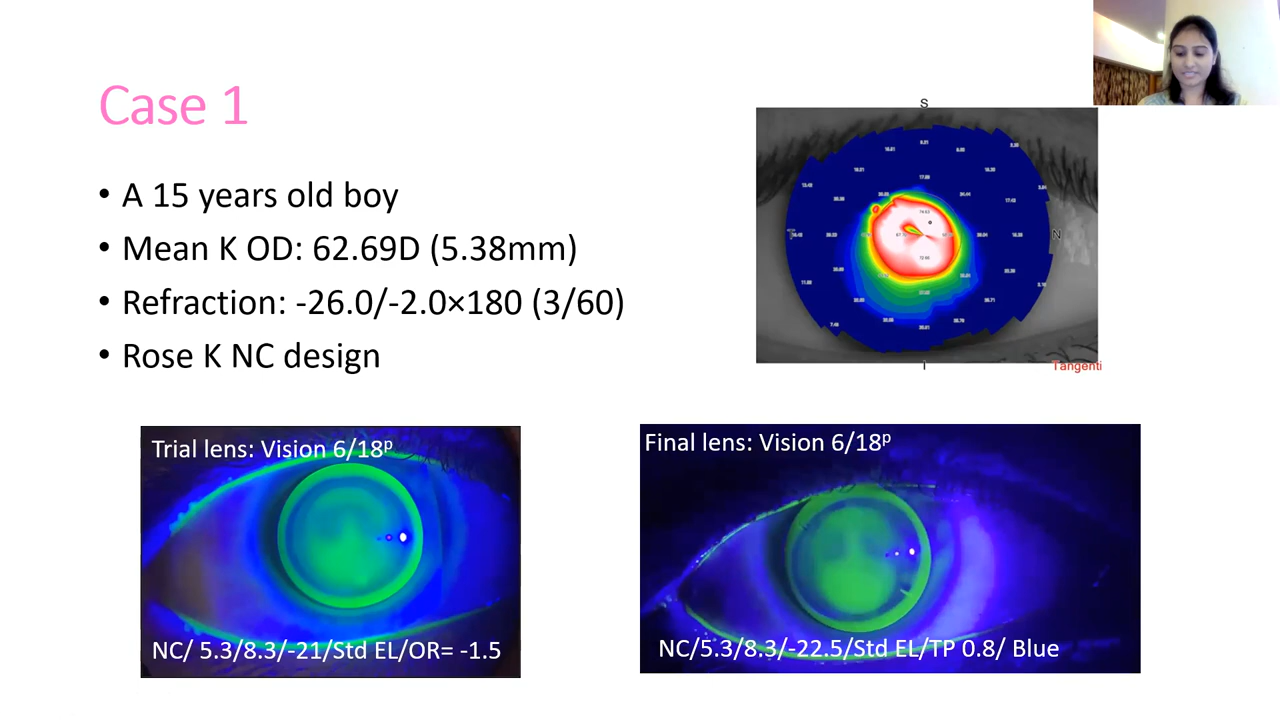 Case 1
• A 15 years old boy
• Mean K OD: 62.69D (5.38mm)
• Refraction: -26.0/-2.0×180 (3/60)
• Rose K NC design
S
N
I
Tangenti
Trial lens: Vision 6/18ᵖ
NC/ 5.3/8.3/-21/Std EL/OR= -1.5
Final lens: Vision 6/18ᵖ
NC/5.3/8.3/-22.5/Std EL/TP 0.8/ Blue